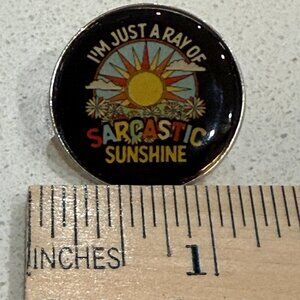 I'M JUST A RAY OF
SARCASTIC
SUNSHINE
INCHES
1